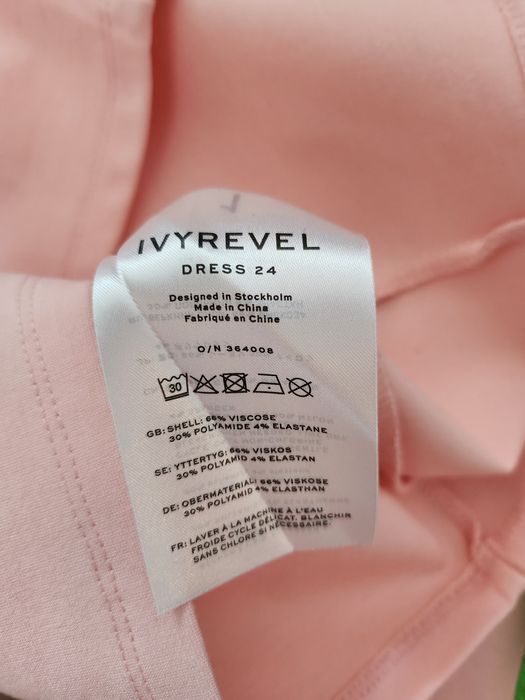 IVYREVEL
DRESS 24
Designed in Stockholm
Made in China
Fabriqué en Chine
O/N 364008
30
GB: SHELL: 66% VISCOSE
30% POLYAMIDE 4% ELASTANE
SE: YTTERTYG: 66% VISKOS
30% POLYAMID 4% ELASTAN
DE: OBERMATERIAL: 66% VISKOSE
30% POLYAMID 4% ELASTHAN
FR: LAVER À LA MACHINE À L'EAU
FROIDE CYCLE DÉLICAT. BLANCHIR
SANS CHLORE SI NÉCESSAIRE.